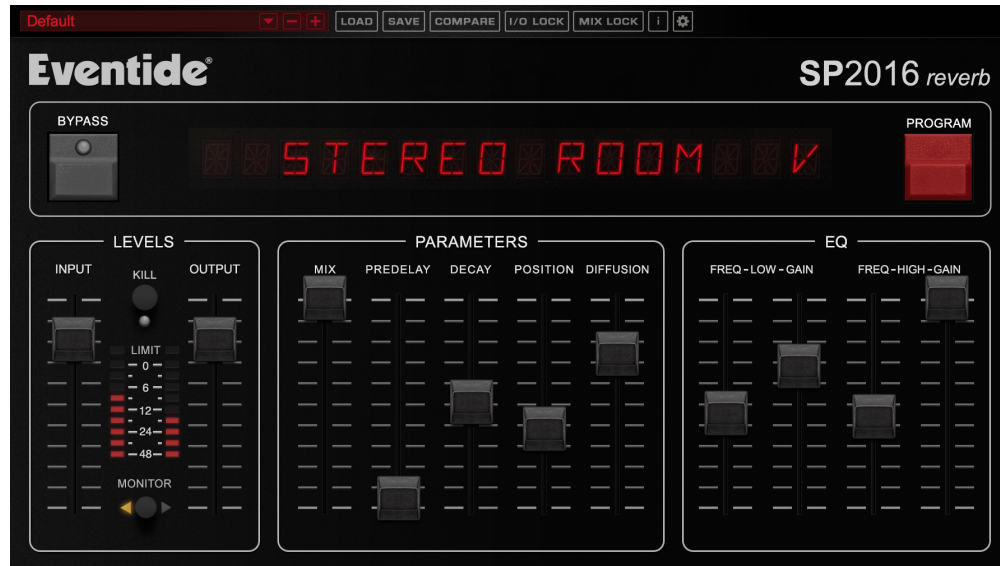 Default LOAD SAVE COMPARE I/O LOCK MIX LOCK i
Eventide® SP2016 reverb
BYPASS PROGRAM
STEREO ROOM V
LEVELS PARAMETERS EQ
INPUT KILL OUTPUT MIX PREDELAY DECAY POSITION DIFFUSION FREQ - LOW - GAIN FREQ - HIGH - GAIN
LIMIT
0
6
12
24
48
MONITOR